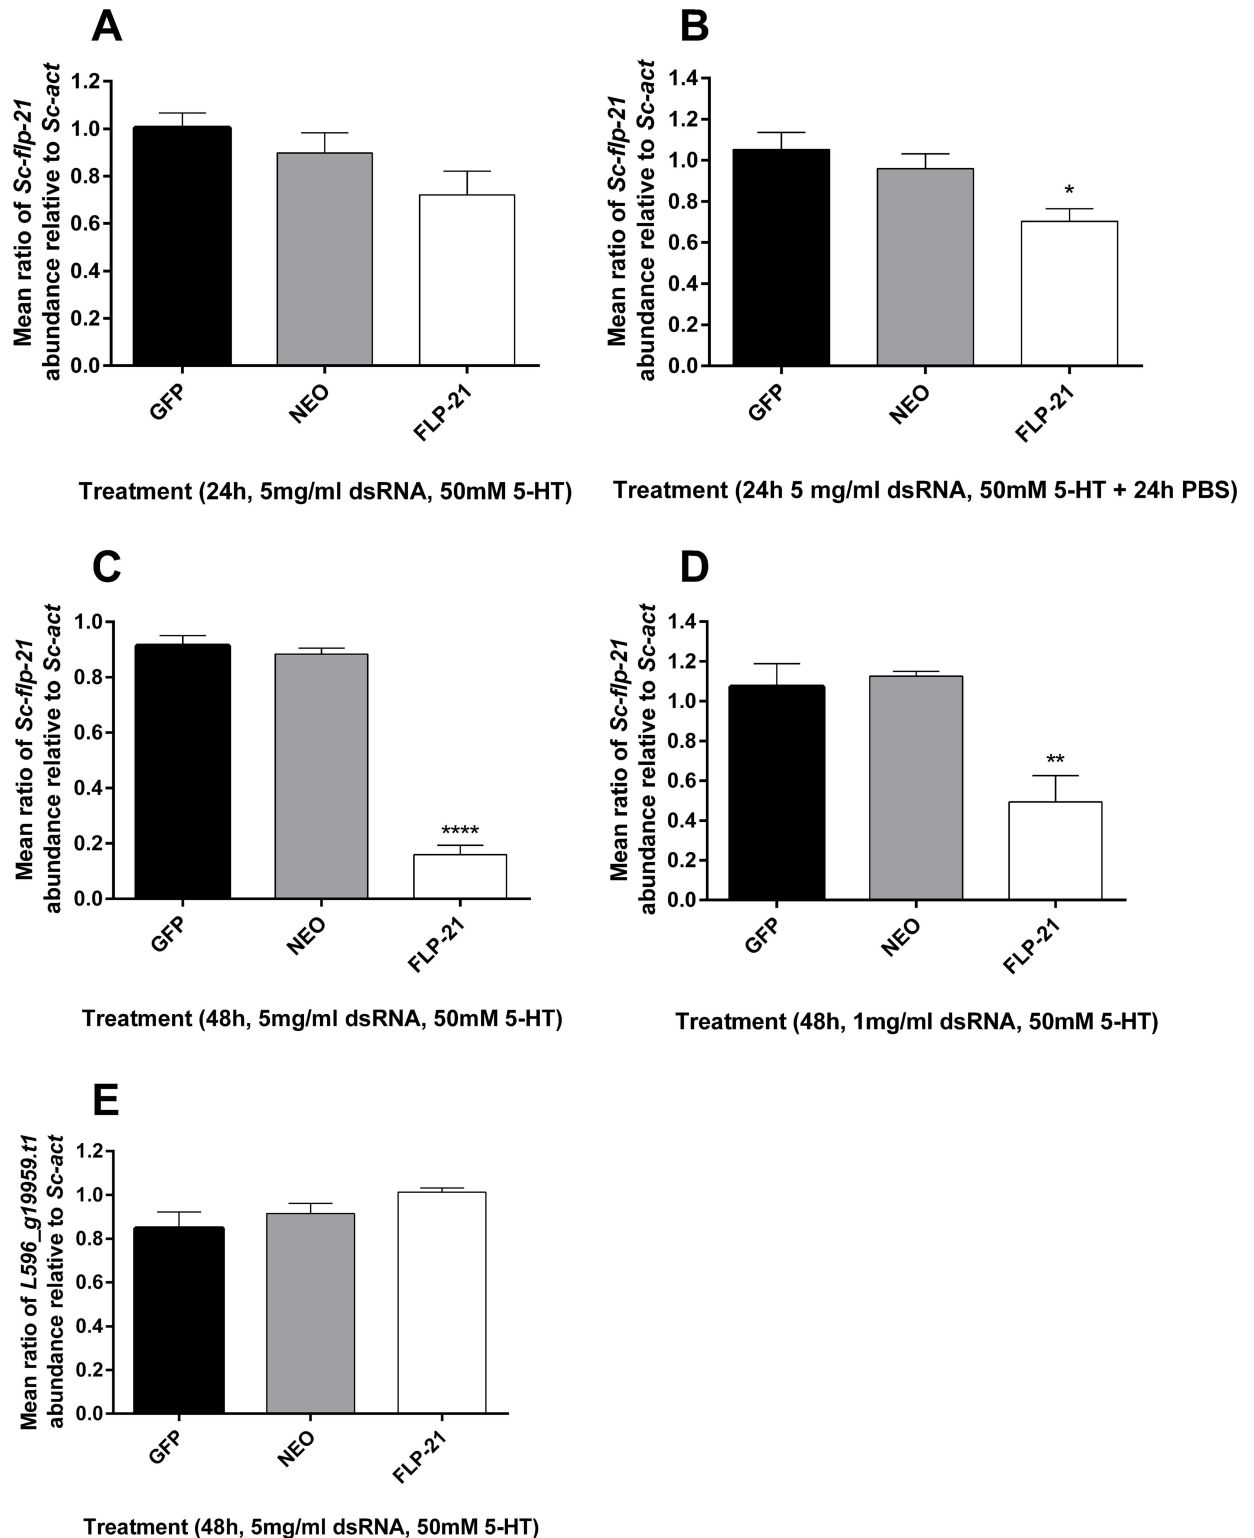 A
Mean ratio of Sc-flp-21
abundance relative to Sc-act
1.2
1.0
0.8
0.6
0.4
0.2
0.0
GFP
NEO
FLP-21
Treatment (24h, 5mg/ml dsRNA, 50mM 5-HT)
B
Mean ratio of Sc-flp-21
abundance relative to Sc-act
1.4
1.2
1.0
0.8
0.6
0.4
0.2
0.0
*
GFP
NEO
FLP-21
Treatment (24h 5 mg/ml dsRNA, 50mM 5-HT + 24h PBS)
C
Mean ratio of Sc-flp-21
abundance relative to Sc-act
1.0
0.8
0.6
0.4
0.2
0.0
****
GFP
NEO
FLP-21
Treatment (48h, 5mg/ml dsRNA, 50mM 5-HT)
D
Mean ratio of Sc-flp-21
abundance relative to Sc-act
1.4
1.2
1.0
0.8
0.6
0.4
0.2
0.0
**
GFP
NEO
FLP-21
Treatment (48h, 1mg/ml dsRNA, 50mM 5-HT)
E
Mean ratio of L596_g19959.t1
abundance relative to Sc-act
1.2
1.0
0.8
0.6
0.4
0.2
0.0
GFP
NEO
FLP-21
Treatment (48h, 5mg/ml dsRNA, 50mM 5-HT)